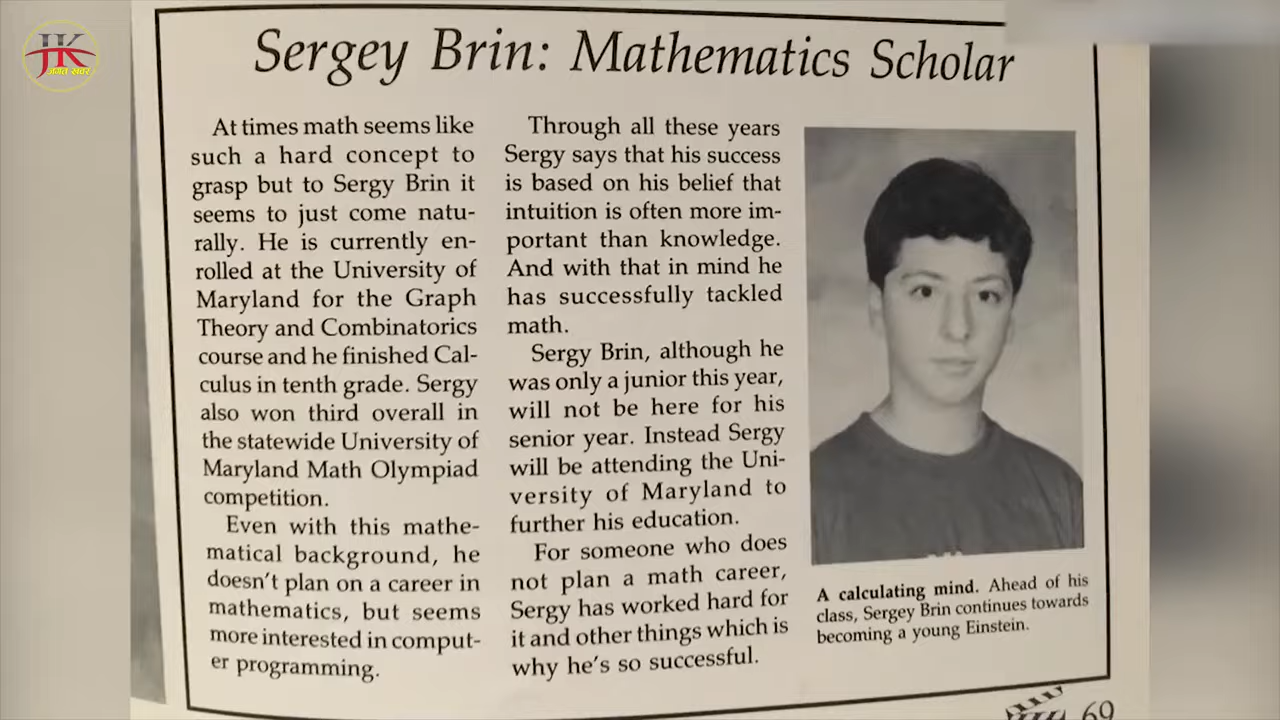 JK
जगत खबर
Sergey Brin: Mathematics Scholar
At times math seems like
such a hard concept to
grasp but to Sergy Brin it
seems to just come natu-
rally. He is currently en-
rolled at the University of
Maryland for the Graph
Theory and Combinatorics
course and he finished Cal-
culus in tenth grade. Sergy
also won third overall in
the statewide University of
Maryland Math Olympiad
competition.
Even with this mathe-
matical background, he
doesn't plan on a career in
mathematics, but seems
more interested in comput-
er programming.
Through all these years
Sergy says that his success
is based on his belief that
intuition is often more im-
portant than knowledge.
And with that in mind he
has successfully tackled
math.
Sergy Brin, although he
was only a junior this year,
will not be here for his
senior year. Instead Sergy
will be attending the Uni-
versity of Maryland to
further his education.
For someone who does
not plan a math career,
Sergy has worked hard for
it and other things which is
why he's so successful.
A calculating mind. Ahead of his
class, Sergey Brin continues towards
becoming a young Einstein.
69